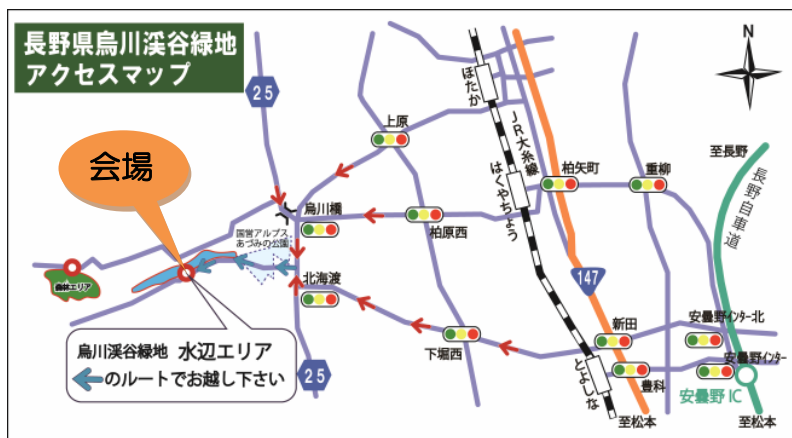 長野県烏川渓谷緑地
アクセスマップ
N
25
ほたか
上原
JR大糸線
至長野
会場
柏矢町
重柳
長野自車道
はくやちょう
烏川橋
柏原西
国営アルプス
あづみの公園
森林エリア
北海渡
147
新田
安曇野インター北
烏川渓谷緑地 水辺エリア
のルートでお越し下さい
25
下堀西
とよしな
豊科
安曇野インター
安曇野IC
至松本
至松本